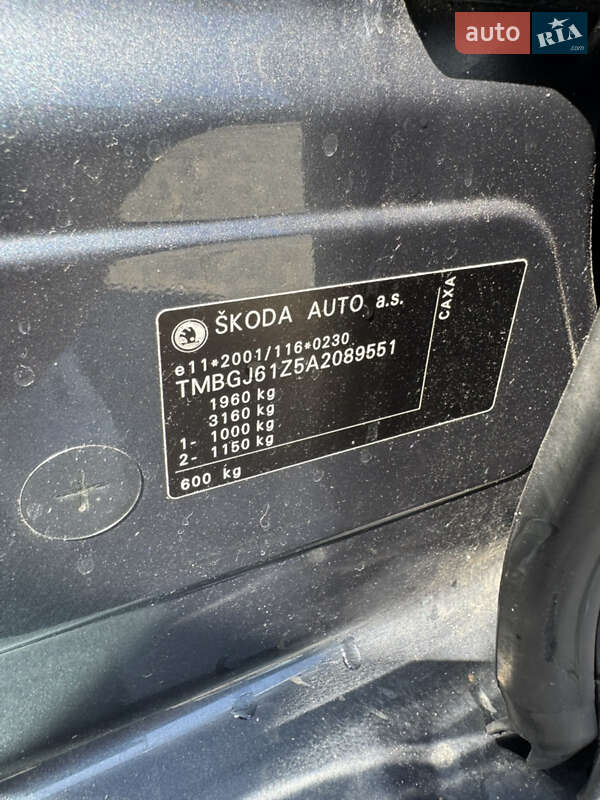 auto RIA
.com
ŠKODA AUTO a.s.
CAXA
e11*2001/116*0230
TMBGJ61Z5A2089551
1960 kg
3160 kg
1- 1000 kg
2- 1150 kg
600 kg